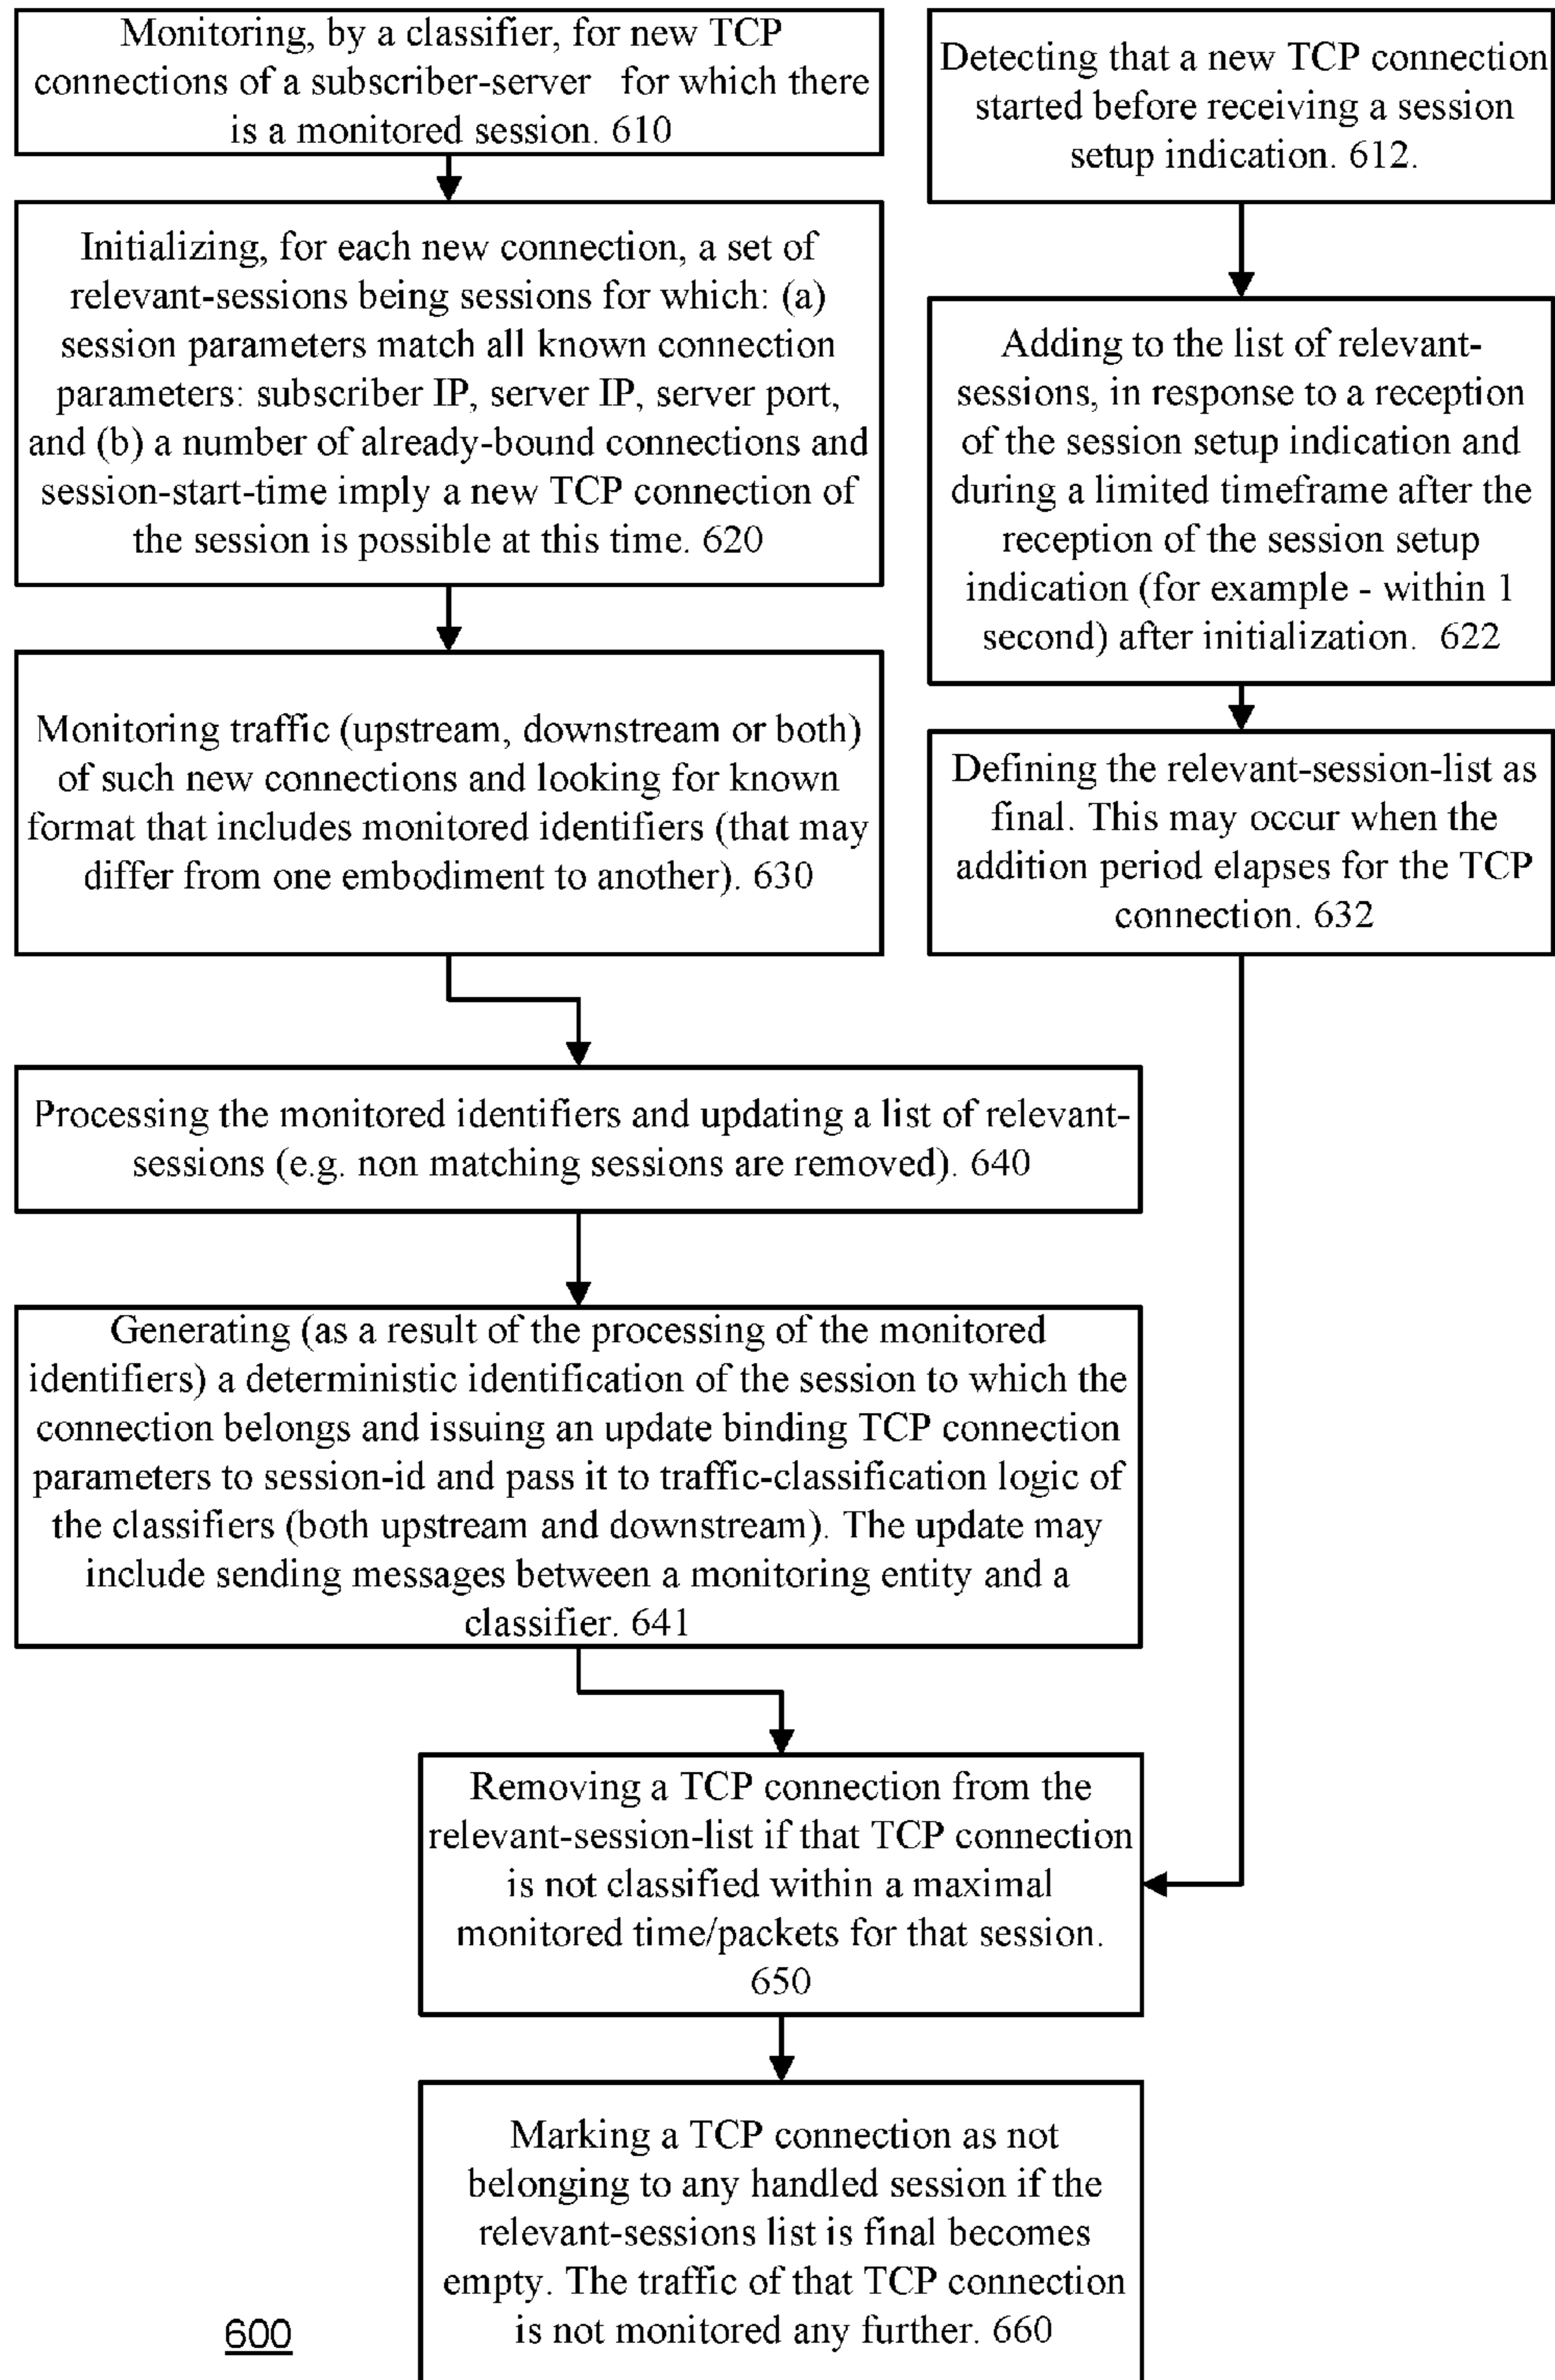 Monitoring, by a classifier, for new TCP
connections of a subscriber-server for which there
is a monitored session. 610
Initializing, for each new connection, a set of
relevant-sessions being sessions for which: (a)
session parameters match all known connection
parameters: subscriber IP, server IP, server port,
and (b) a number of already-bound connections and
session-start-time imply a new TCP connection of
the session is possible at this time. 620
Monitoring traffic (upstream, downstream or both)
of such new connections and looking for known
format that includes monitored identifiers (that may
differ from one embodiment to another). 630
Detecting that a new TCP connection
started before receiving a session
setup indication. 612.
Adding to the list of relevant-
sessions, in response to a reception
of the session setup indication and
during a limited timeframe after the
reception of the session setup
indication (for example - within 1
second) after initialization. 622
Defining the relevant-session-list as
final. This may occur when the
addition period elapses for the TCP
connection. 632
Processing the monitored identifiers and updating a list of relevant-
sessions (e.g. non matching sessions are removed). 640
Generating (as a result of the processing of the monitored
identifiers) a deterministic identification of the session to which the
connection belongs and issuing an update binding TCP connection
parameters to session-id and pass it to traffic-classification logic of
the classifiers (both upstream and downstream). The update may
include sending messages between a monitoring entity and a
classifier. 641
Removing a TCP connection from the
relevant-session-list if that TCP connection
is not classified within a maximal
monitored time/packets for that session.
650
Marking a TCP connection as not
belonging to any handled session if the
relevant-sessions list is final becomes
empty. The traffic of that TCP connection
is not monitored any further. 660
600